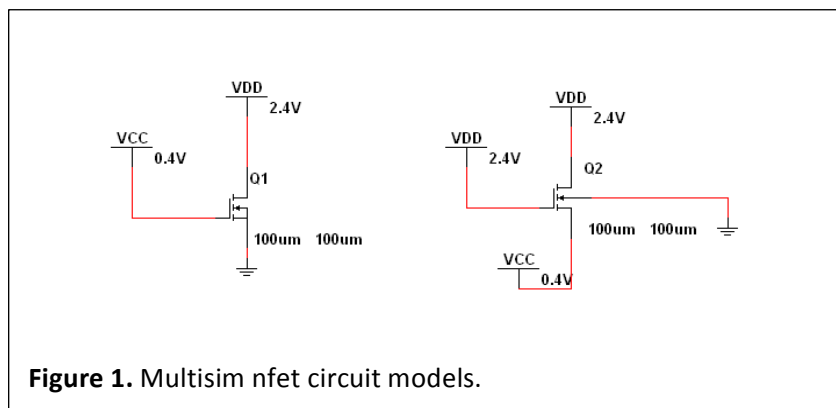 VDD
2.4V
VCC
0.4V
Q1
100um 100um
VDD
2.4V
VDD
2.4V
Q2
100um 100um
VCC
0.4V
Figure 1. Multisim nfet circuit models.